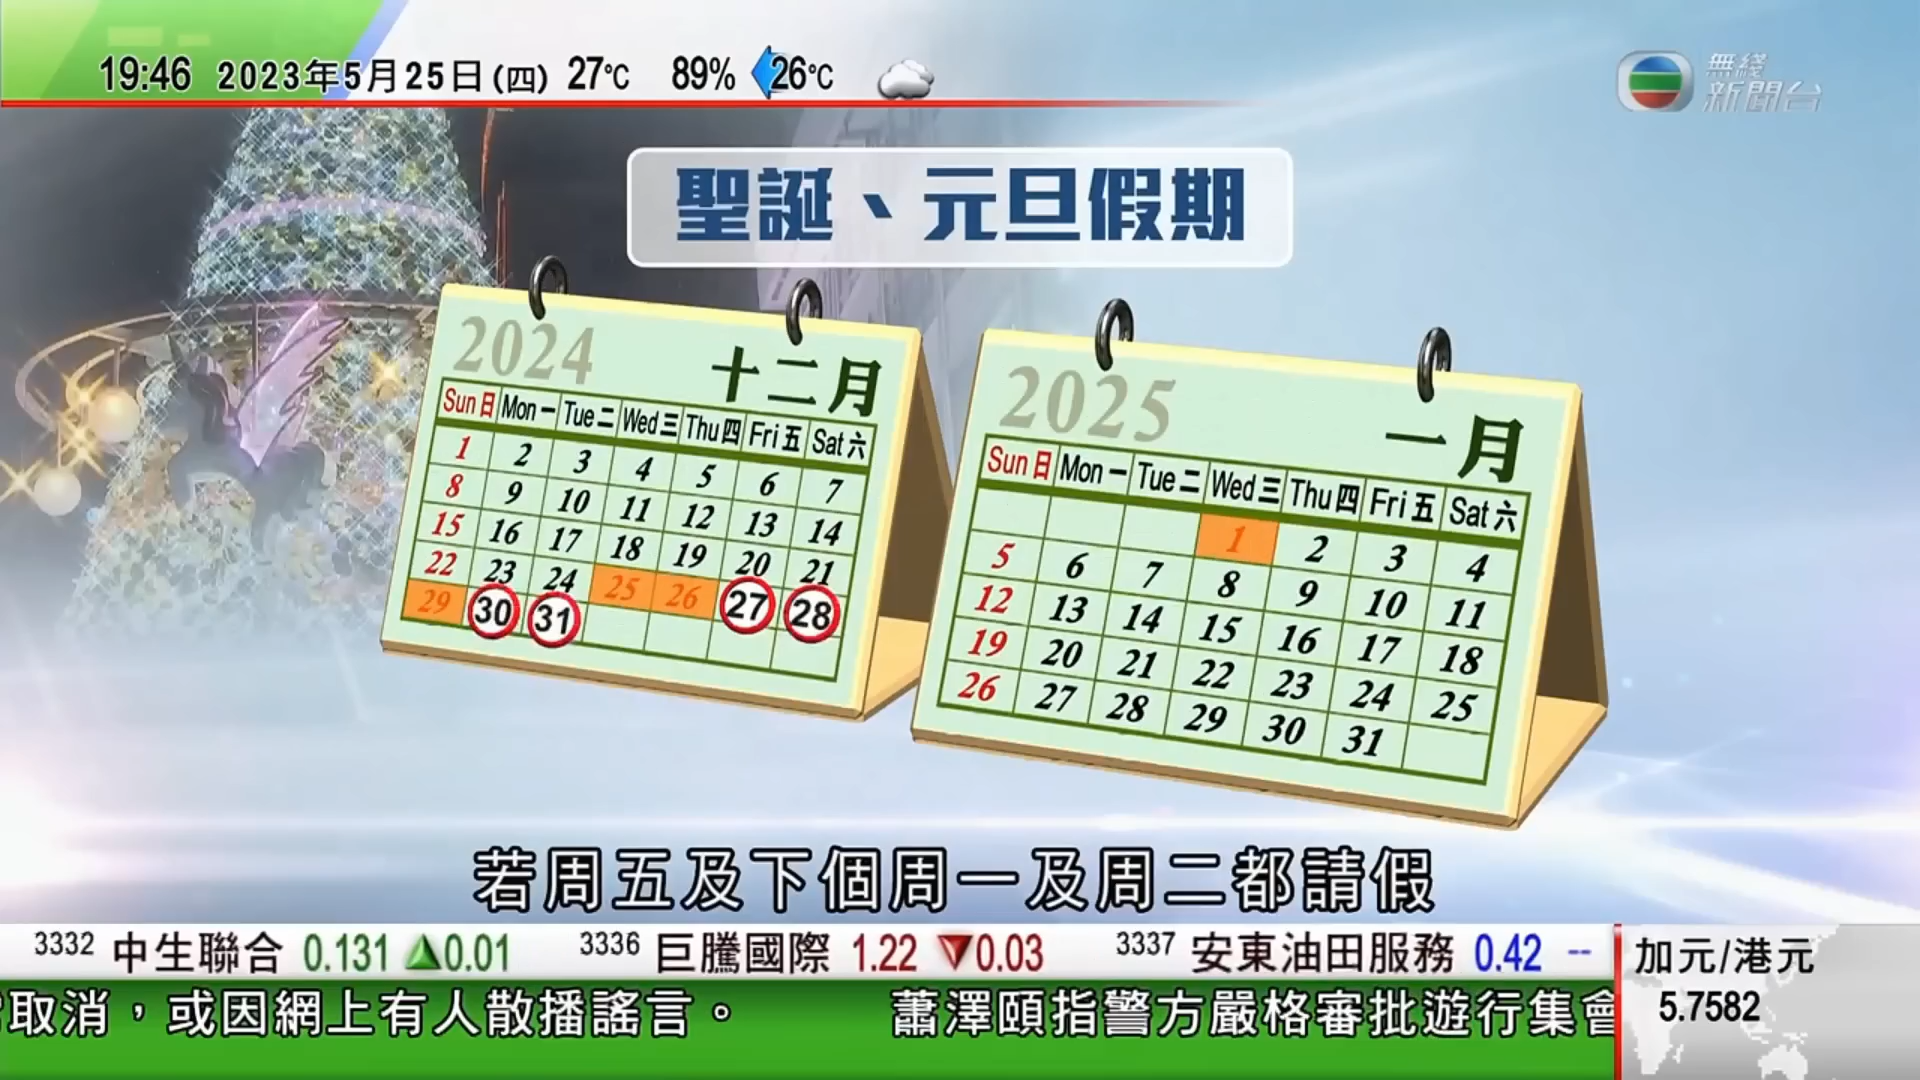 19:46 2023年5月25日(四) 27℃ 89% 26℃
無綫
新聞台
聖誕、元旦假期
2024
十二月
Sun日 Mon一 Tue二 Wed三 Thu四 Fri五 Sat六
1 2 3 4 5 6 7
8 9 10 11 12 13 14
15 16 17 18 19 20 21
22 23 24 25 26 27 28
29 30 31
2025
一月
Sun日 Mon一 Tue二 Wed三 Thu四 Fri五 Sat六
1 2 3 4
5 6 7 8 9 10 11
12 13 14 15 16 17 18
19 20 21 22 23 24 25
26 27 28 29 30 31
若周五及下個周一及周二都請假
3332 中生聯合 0.131 ▲0.01 3336 巨騰國際 1.22 ▼0.03 3337 安東油田服務 0.42 --
加元/港元
5.7582
取消，或因網上有人散播謠言。 蕭澤頤指警方嚴格審批遊行集會